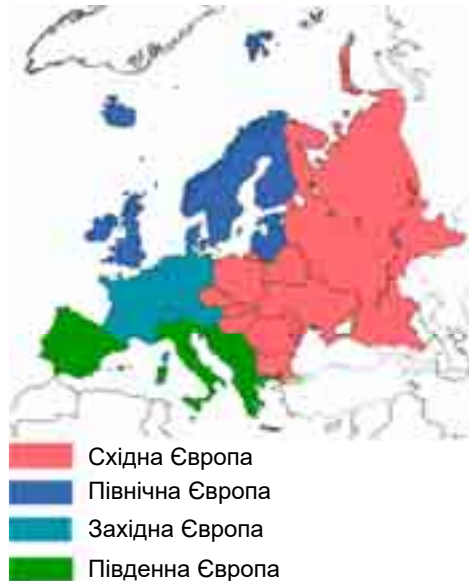 Східна Європа
Північна Європа
Західна Європа
Південна Європа